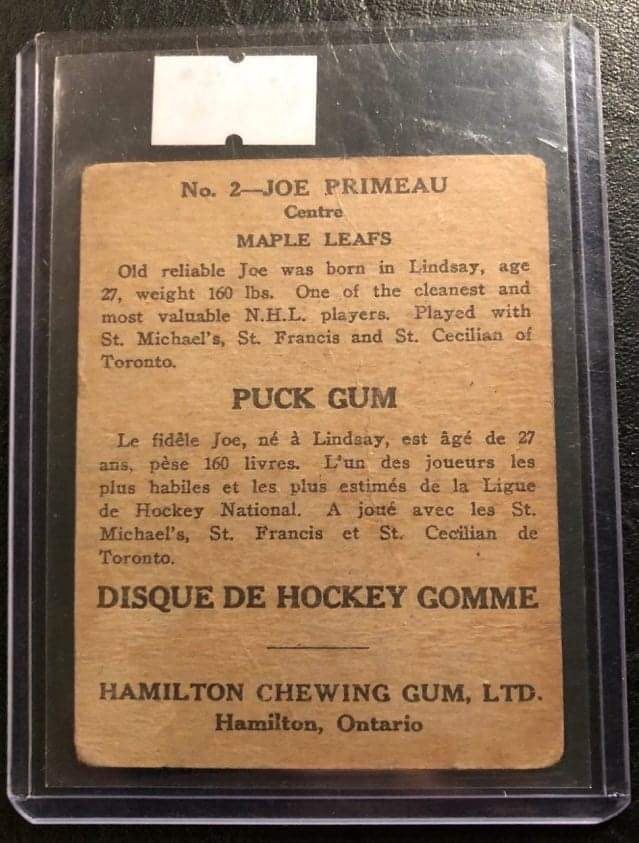 No. 2—JOE PRIMEAU
Centre
MAPLE LEAFS
Old reliable Joe was born in Lindsay, age
27, weight 160 lbs. One of the cleanest and
most valuable N.H.L. players. Played with
St. Michael's, St. Francis and St. Cecilian of
Toronto.
PUCK GUM
Le fidèle Joe, né à Lindsay, est âgé de 27
ans, pèse 160 livres. L'un des joueurs les
plus habiles et les plus estimés de la Ligue
de Hockey National. A joué avec les St.
Michael's, St. Francis et St. Cecilian de
Toronto.
DISQUE DE HOCKEY GOMME
HAMILTON CHEWING GUM, LTD.
Hamilton, Ontario